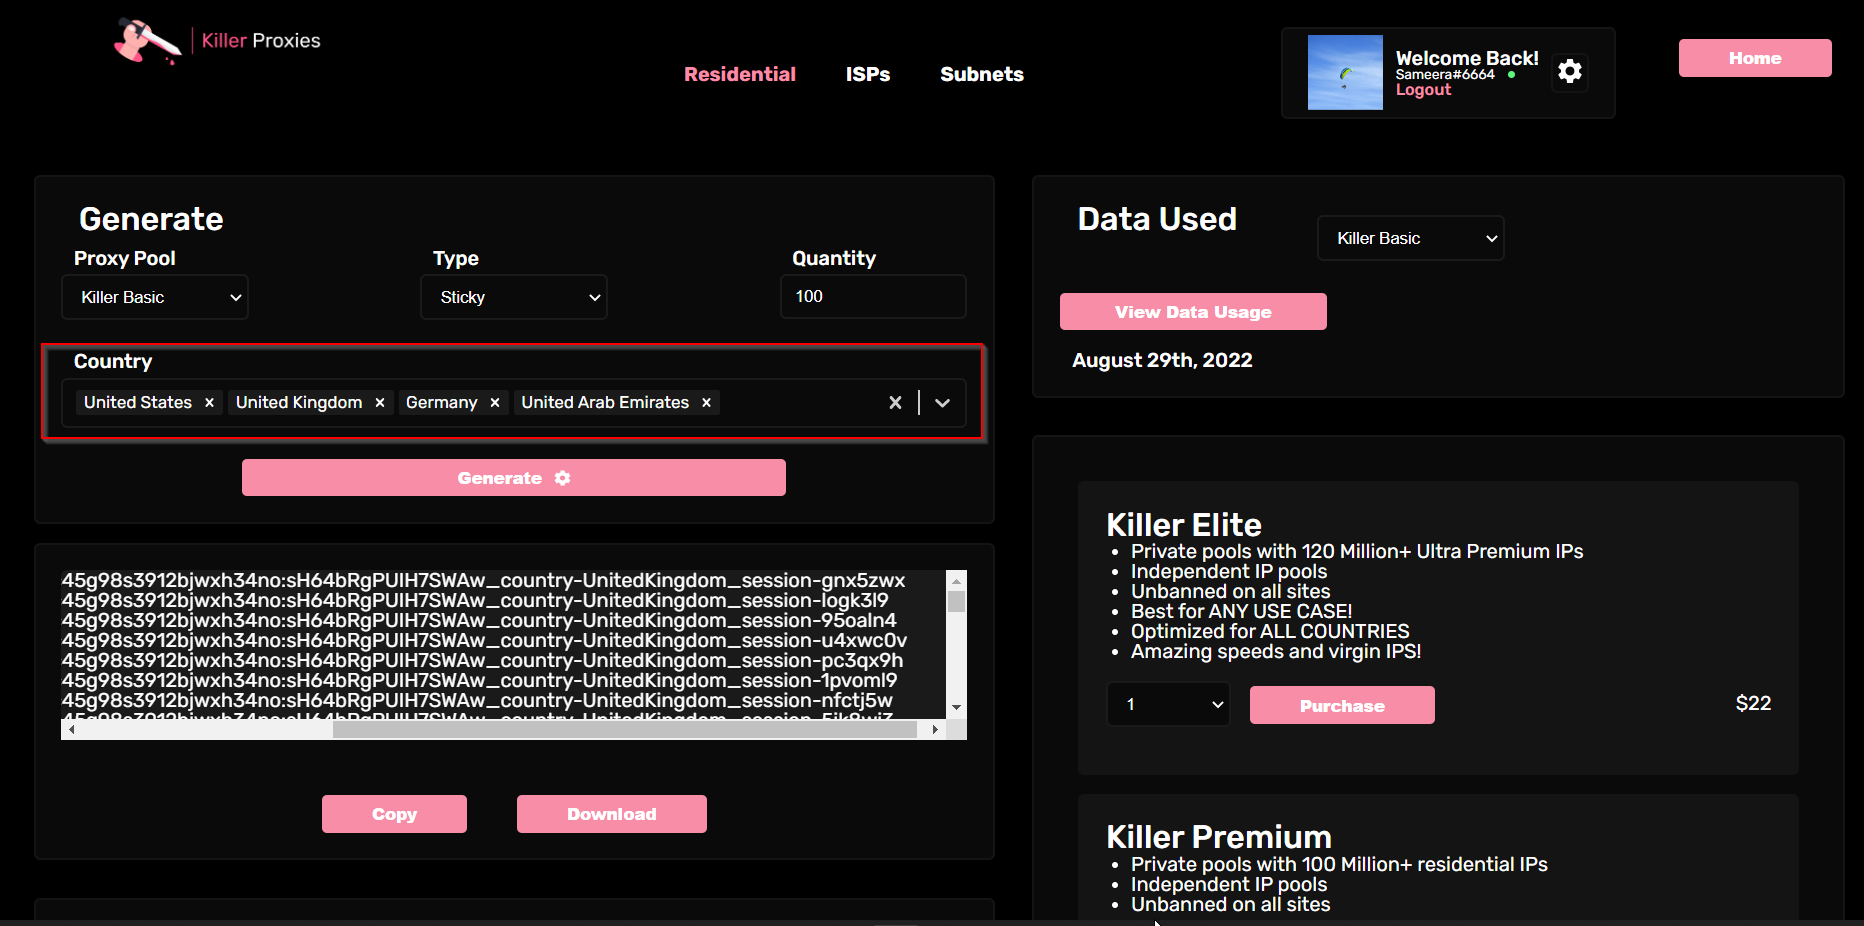 Killer Proxies
Residential
ISPs
Subnets
Welcome Back!
Sameera#6664
Logout
Home
Generate
Proxy Pool
Type
Quantity
Killer Basic
Sticky
100
Country
United States
United Kingdom
Germany
United Arab Emirates
Generate
45g98s3912bjwxh34no:sH64bRgPUIH7SWAw_country-UnitedKingdom_session-gnx5zwx
45g98s3912bjwxh34no:sH64bRgPUIH7SWAw_country-UnitedKingdom_session-logk3l9
45g98s3912bjwxh34no:sH64bRgPUIH7SWAw_country-UnitedKingdom_session-95oaln4
45g98s3912bjwxh34no:sH64bRgPUIH7SWAw_country-UnitedKingdom_session-u4xwc0v
45g98s3912bjwxh34no:sH64bRgPUIH7SWAw_country-UnitedKingdom_session-pc3qx9h
45g98s3912bjwxh34no:sH64bRgPUIH7SWAw_country-UnitedKingdom_session-1pvoml9
45g98s3912bjwxh34no:sH64bRgPUIH7SWAw_country-UnitedKingdom_session-nfctj5w
Copy
Download
Data Used
Killer Basic
View Data Usage
August 29th, 2022
Killer Elite
• Private pools with 120 Million+ Ultra Premium IPs
• Independent IP pools
• Unbanned on all sites
• Best for ANY USE CASE!
• Optimized for ALL COUNTRIES
• Amazing speeds and virgin IPS!
1
Purchase
$22
Killer Premium
• Private pools with 100 Million+ residential IPs
• Independent IP pools
• Unbanned on all sites